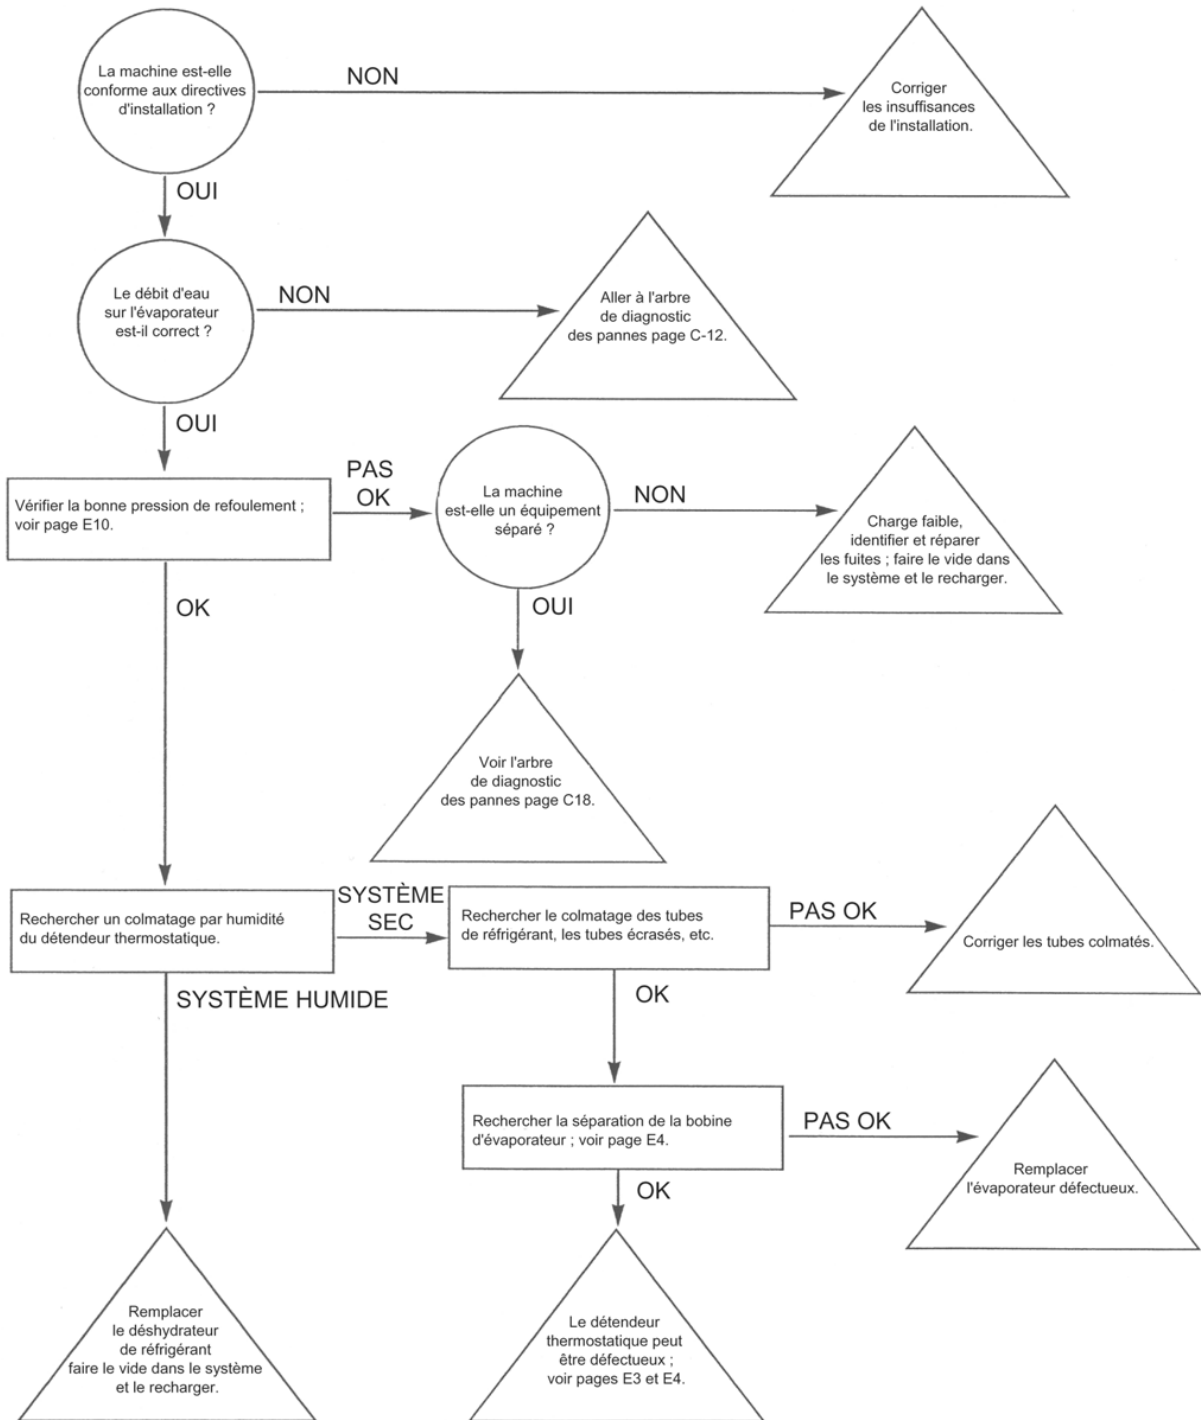 La machine est-elle
conforme aux directives
d'installation ?
NON
Corriger
les insuffisances
de l'installation.
OUI
Le débit d'eau
sur l'évaporateur
est-il correct ?
NON
Aller à l'arbre
de diagnostic
des pannes page C-12.
OUI
Vérifier la bonne pression de refoulement ;
voir page E10.
PAS
OK
La machine
est-elle un équipement
séparé ?
NON
Charge faible,
identifier et réparer
les fuites ; faire le vide dans
le système et le recharger.
OK
OUI
Voir l'arbre
de diagnostic
des pannes page C18.
Rechercher un colmatage par humidité
du détendeur thermostatique.
SYSTÈME
SEC
Rechercher le colmatage des tubes
de réfrigérant, les tubes écrasés, etc.
PAS OK
Corriger les tubes colmatés.
SYSTÈME HUMIDE
OK
Rechercher la séparation de la bobine
d'évaporateur ; voir page E4.
PAS OK
Remplacer
l'évaporateur défectueux.
OK
Remplacer
le déshydrateur
de réfrigérant
faire le vide dans le système
et le recharger.
Le détendeur
thermostatique peut
être défectueux ;
voir pages E3 et E4.